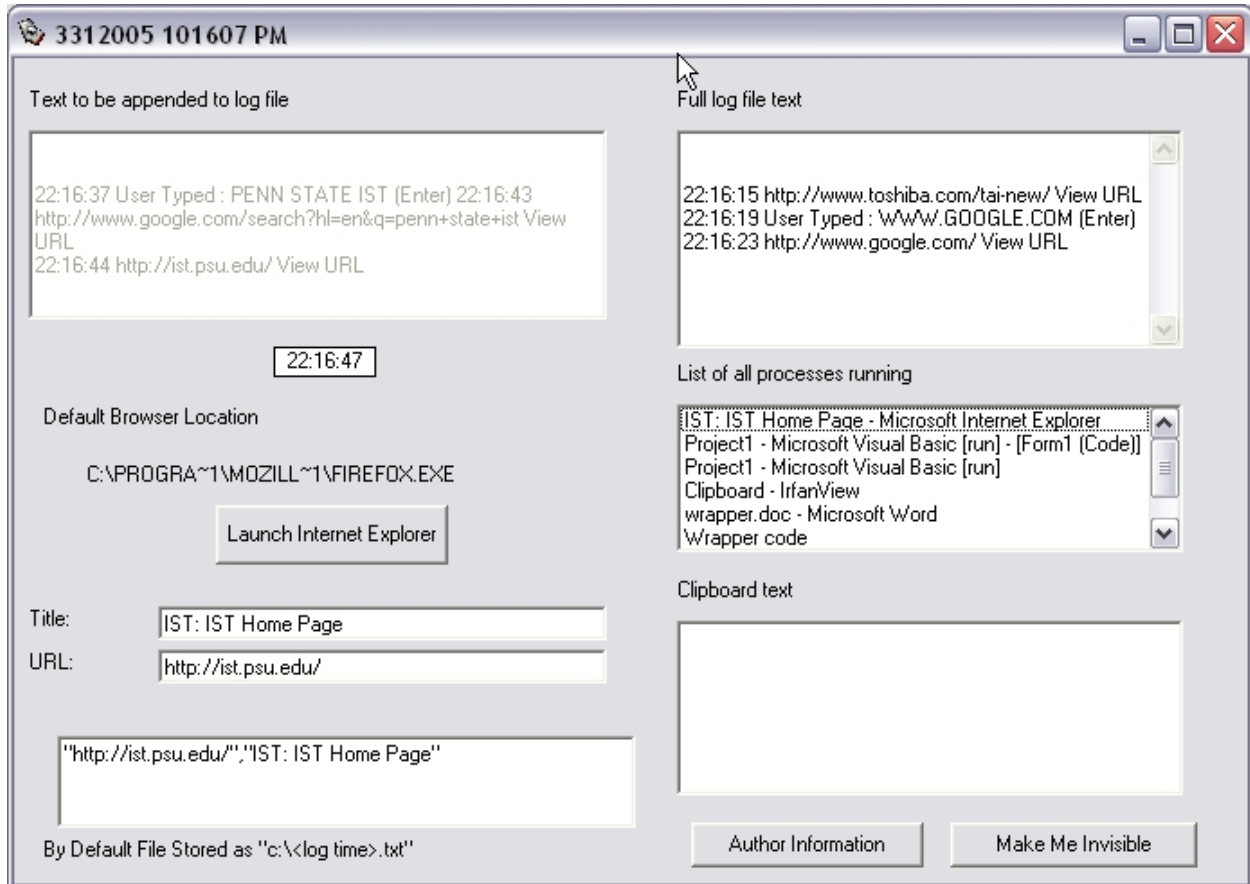 3312005 101607 PM
Text to be appended to log file
22:16:37 User Typed : PENN STATE IST (Enter) 22:16:43
http://www.google.com/search?hl=en&q=penn+state+ist View
URL
22:16:44 http://ist.psu.edu/ View URL
22:16:47
Default Browser Location
C:\PROGRA~1\MOZILL~1\FIREFOX.EXE
Launch Internet Explorer
Title:
IST: IST Home Page
URL:
http://ist.psu.edu/
"http://ist.psu.edu/"',"IST: IST Home Page"
By Default File Stored as "c:\<log time>.txt"
Full log file text
22:16:15 http://www.toshiba.com/tai-new/ View URL
22:16:19 User Typed : WWW.GOOGLE.COM (Enter)
22:16:23 http://www.google.com/ View URL
List of all processes running
IST: IST Home Page - Microsoft Internet Explorer
Project1 - Microsoft Visual Basic [run] - [Form1 (Code)]
Project1 - Microsoft Visual Basic [run]
Clipboard - IrfanView
wrapper.doc - Microsoft Word
Wrapper code
Clipboard text
Author Information
Make Me Invisible